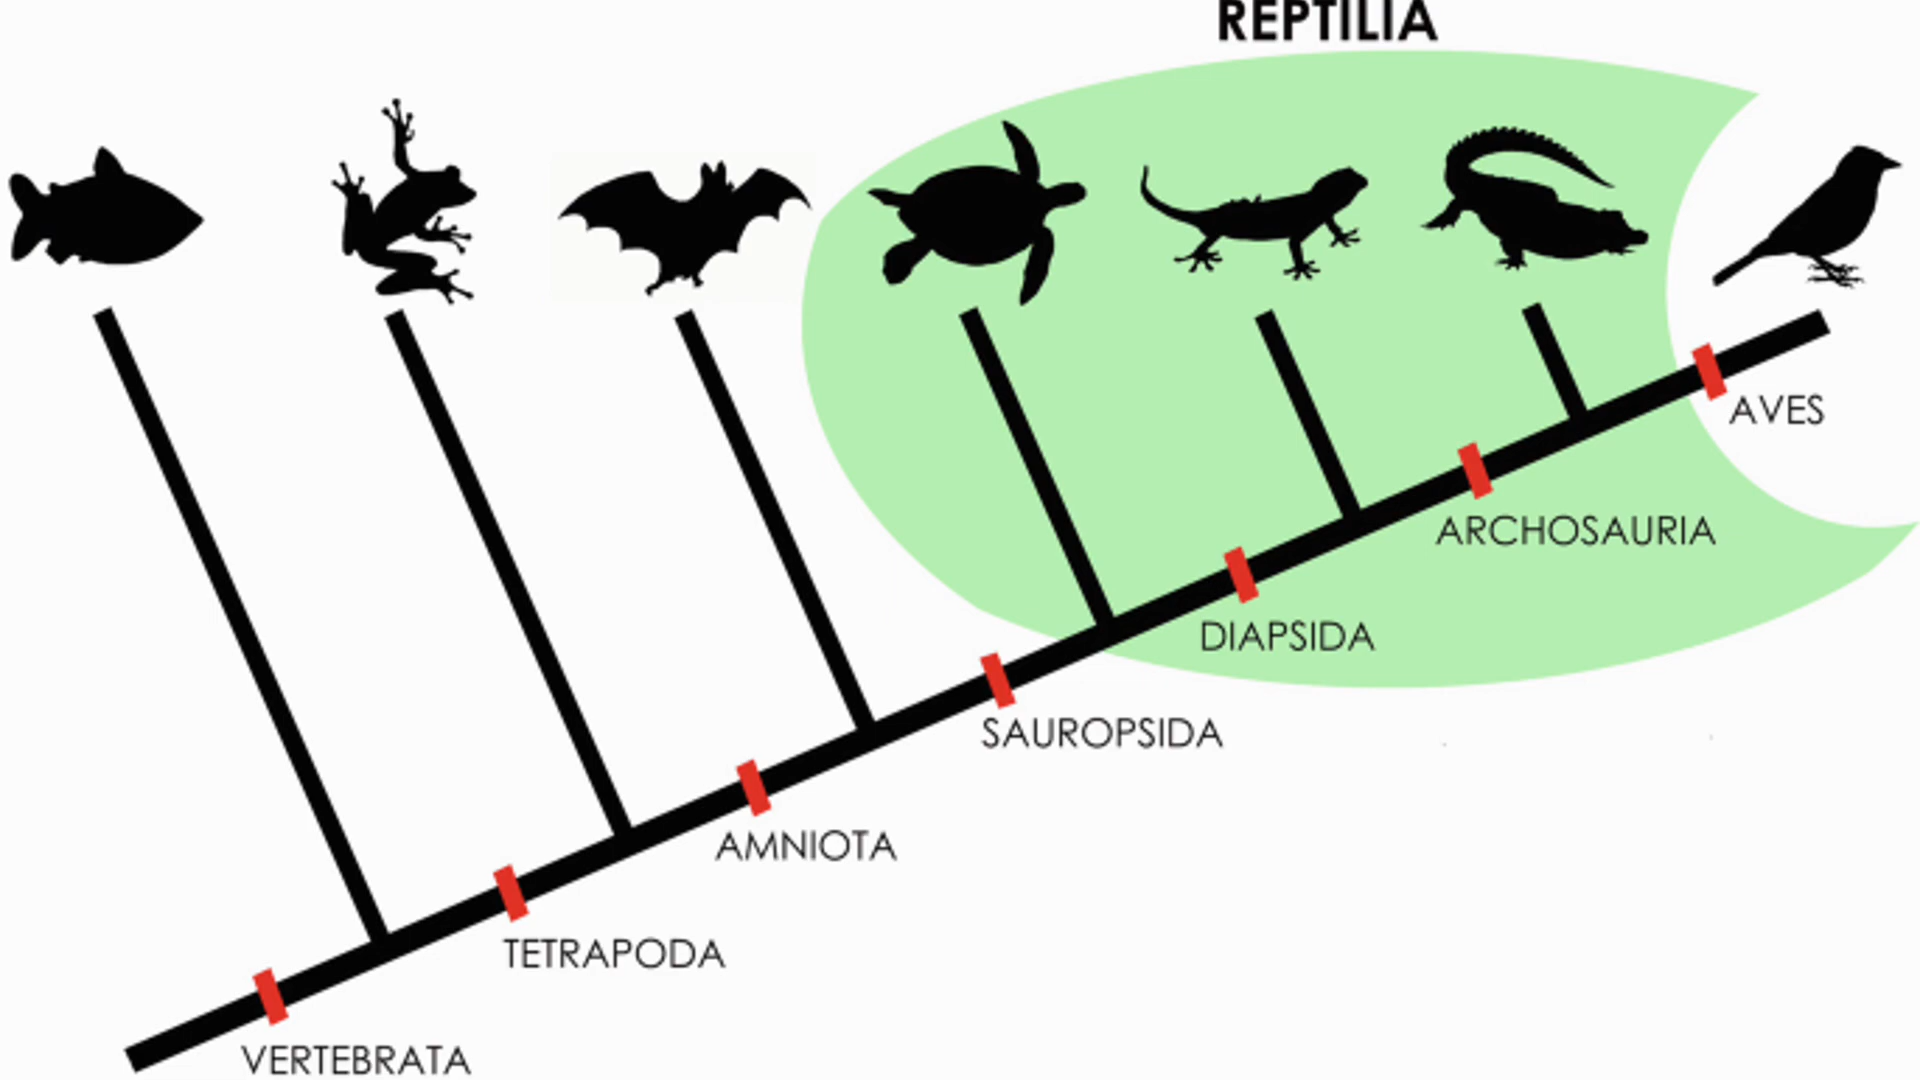 REPTILIA
AVES
ARCHOSAURIA
DIAPSIDA
SAUROPSIDA
AMNIOTA
TETRAPODA
VERTEBRATA